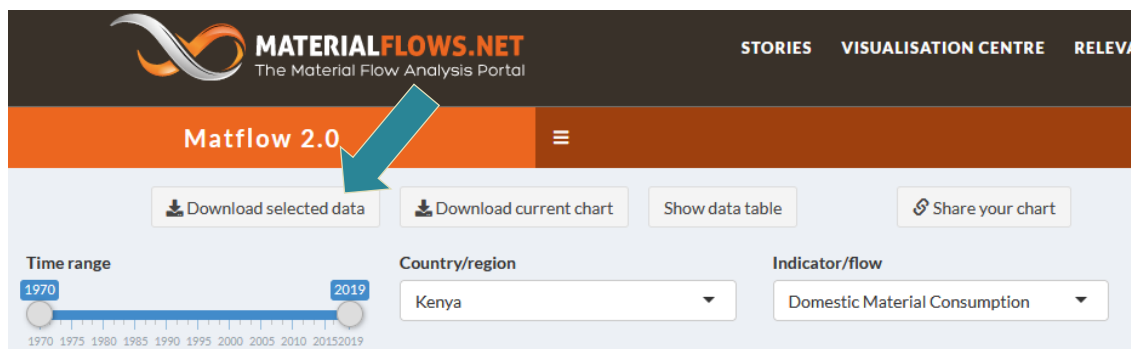 MATERIALFLOWS.NET
The Material Flow Analysis Portal
STORIES VISUALISATION CENTRE RELEVA
Matflow 2.0
Download selected data Download current chart Show data table Share your chart
Time range Country/region Indicator/flow
1970 2019
Kenya Domestic Material Consumption
1970 1975 1980 1985 1990 1995 2000 2005 2010 20152019